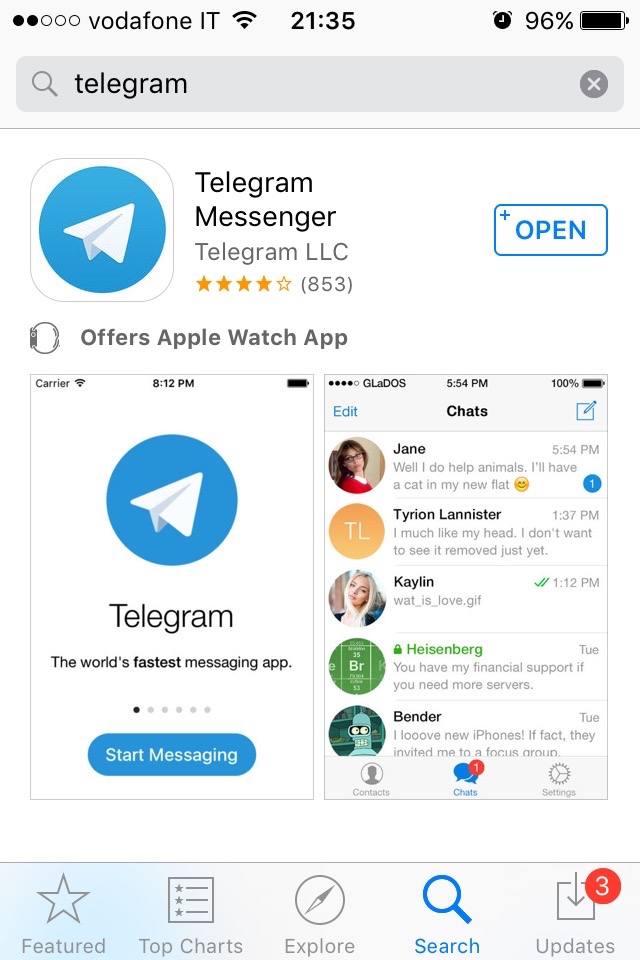 vodafone IT 21:35 96%
telegram
Telegram
Messenger
Telegram LLC
(853)
+ OPEN
Offers Apple Watch App
Carrier 8:12 PM
Telegram
The world's fastest messaging app.
Start Messaging
GLaDOS 5:54 PM 100%
Edit Chats
Jane 5:54 PM
Well I do help animals. I'll have
a cat in my new flat 😊 1
TL
Tyrion Lannister 1:37 PM
I much like my head. I don't want
to see it removed just yet.
Kaylin 1:12 PM
wat_is_love.gif
35
Br
53
Heisenberg Tue
You have my financial support if
you need more servers.
Bender Tue
I looove new iPhones! If fact, they
invited me to a focus group.
1
Contacts Chats Settings
3
Featured Top Charts Explore Search Updates